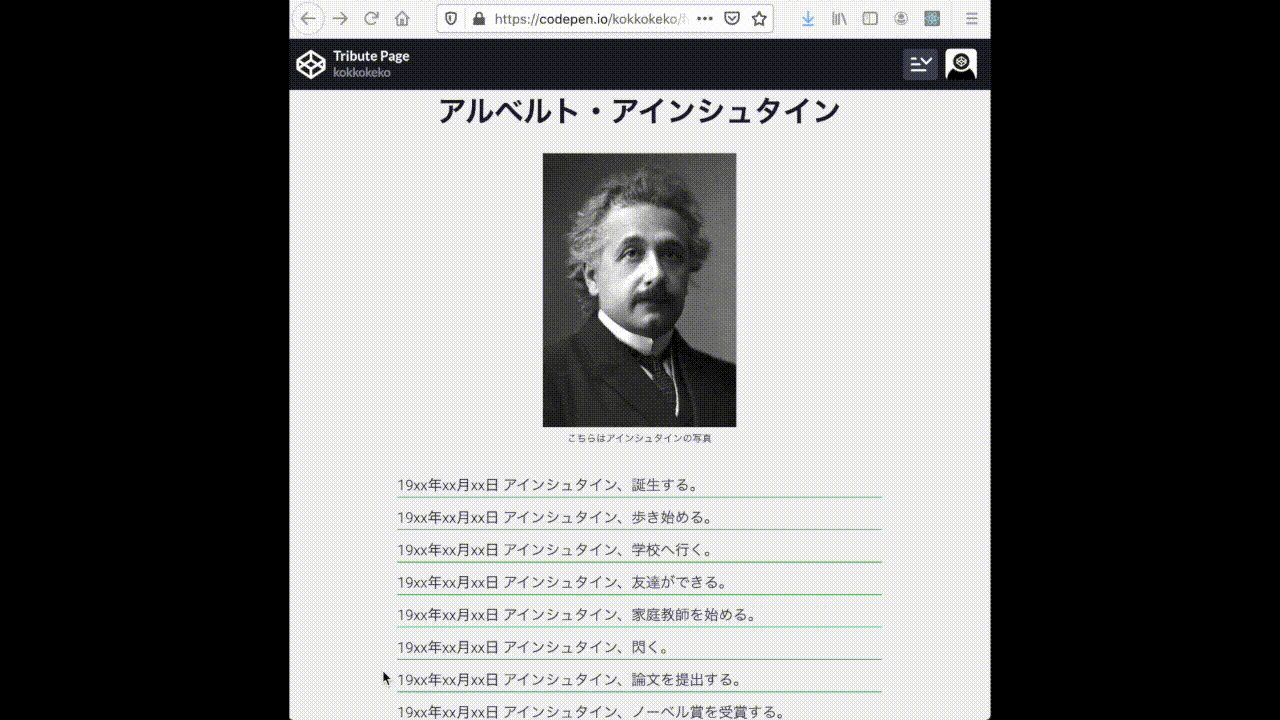 https://codepen.io/kokkokeko/
Tribute Page
kokkokeko
アルベルト・アインシュタイン
こちらはアインシュタインの写真
19xx年xx月xx日 アインシュタイン、誕生する。
19xx年xx月xx日 アインシュタイン、歩き始める。
19xx年xx月xx日 アインシュタイン、学校へ行く。
19xx年xx月xx日 アインシュタイン、友達ができる。
19xx年xx月xx日 アインシュタイン、家庭教師を始める。
19xx年xx月xx日 アインシュタイン、閃く。
19xx年xx月xx日 アインシュタイン、論文を提出する。
19xx年xx月xx日 アインシュタイン、ノーベル賞を受賞する。